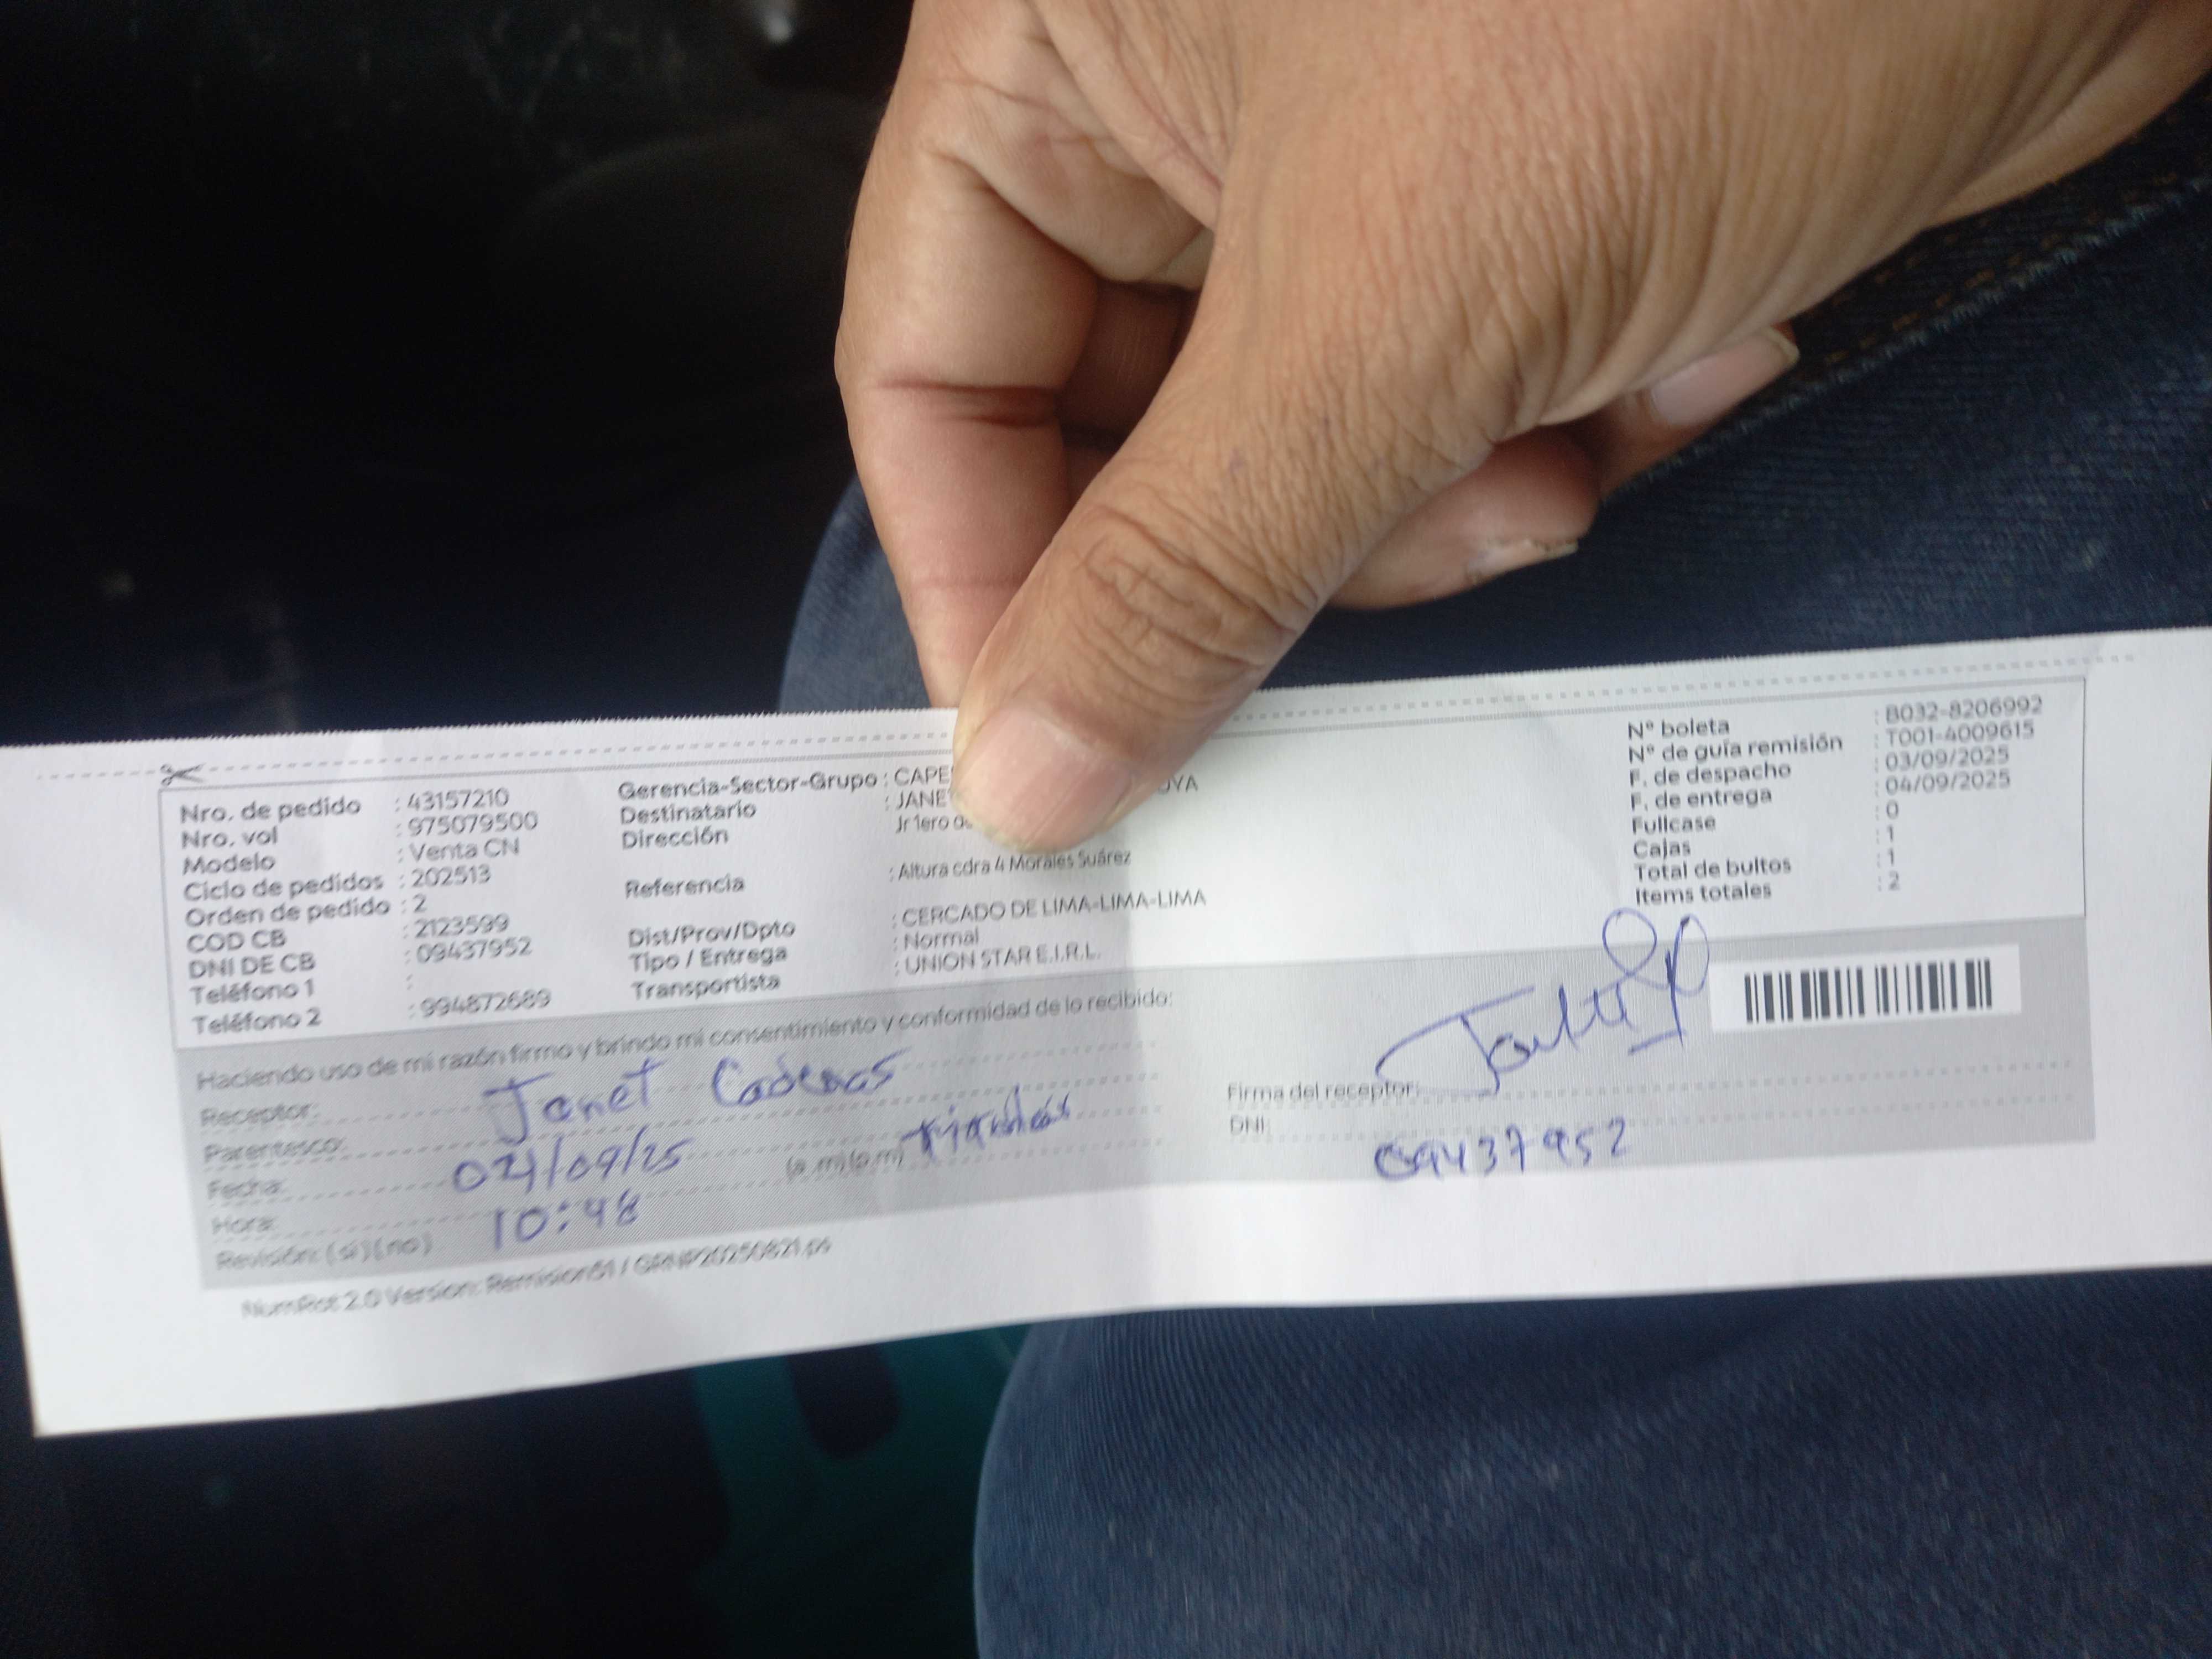 Nro. de pedido : 43157210
Nro. vol : 975079500
Modelo : Venta CN
Ciclo de pedidos : 202513
Orden de pedido : 2
COD CB : 2123599
DNI DE CB : 09437952
Teléfono 1 :
Teléfono 2 : 994872689
Gerencia-Sector-Grupo : CAPE
Destinatario : JANE
Dirección Jr 1ero
Referencia : Altura cdra 4 Morales Suárez
Dist/Prov/Dpto : CERCADO DE LIMA-LIMA-LIMA
Tipo / Entrega : Normal
Transportista : UNION STAR E.I.R.L.
N° boleta : B032-8206992
N° de guía remisión : T001-4009615
F. de despacho : 03/09/2025
F. de entrega : 04/09/2025
Fullcase : 0
Cajas : 1
Total de bultos : 1
Items totales : 2
Haciendo uso de mi razón firmo y brindo mi consentimiento y conformidad de lo recibido:
Receptor: Janet Cadenas
Parentesco:
Fecha: 04/09/25
Hora: 10:48 (a.m)(p.m)
Revisión: (si)(no)
Firma del receptor:
DNI: 09437952